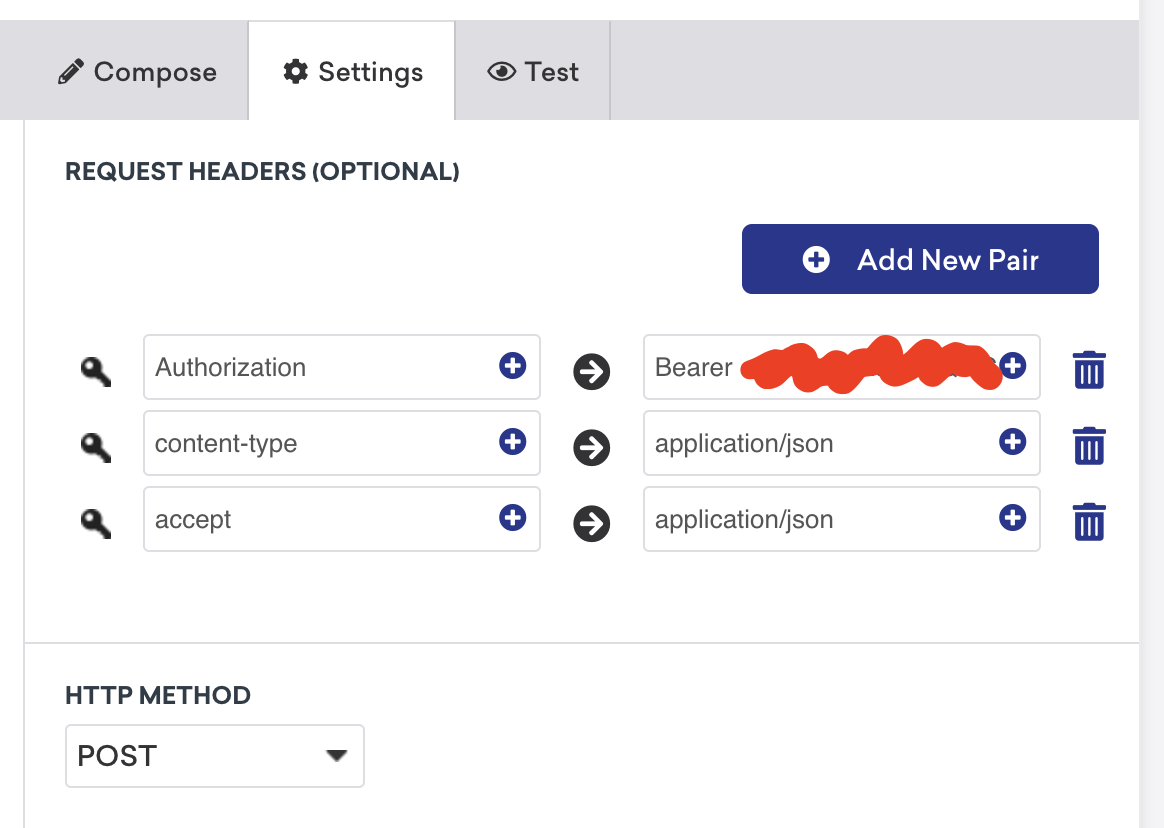 Compose Settings Test
REQUEST HEADERS (OPTIONAL)
Add New Pair
Authorization Bearer
content-type application/json
accept application/json
HTTP METHOD
POST